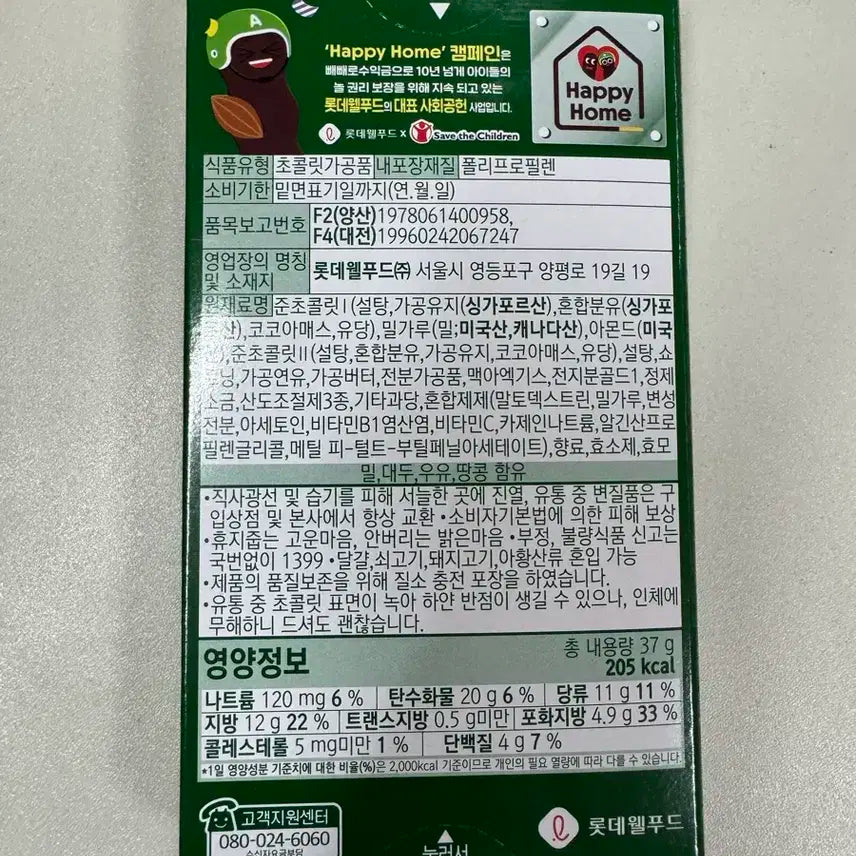 A
'Happy Home' 캠페인은
빼빼로수익금으로 10년 넘게 아이들의
놀 권리 보장을 위해 지속 되고 있는
롯데웰푸드의 대표 사회공헌 사업입니다.
롯데웰푸드 x Save the Children
Happy
Home
식품유형 초콜릿가공품 내포장재질 폴리프로필렌
소비기한 밑면표기일까지(연.월.일)
품목보고번호 F2(양산)1978061400958,
F4(대전)19960242067247
영업장의 명칭 및 소재지 롯데웰푸드㈜ 서울시 영등포구 양평로 19길 19
원재료명 준초콜릿Ⅰ(설탕,가공유지(싱가포르산),혼합분유(싱가포
르산),코코아매스,유당),밀가루(밀;미국산,캐나다산),아몬드(미국
산),준초콜릿Ⅱ(설탕,혼합분유,가공유지,코코아매스,유당),설탕,쇼
트닝,가공연유,가공버터,전분가공품,맥아엑기스,전지분골드1,정제
소금,산도조절제3종,기타과당,혼합제제(말토덱스트린,밀가루,변성
전분,아세토인,비타민B1염산염,비타민C,카제인나트륨,알긴산프로
필렌글리콜,메틸 피-털트-부틸페닐아세테이트),향료,효소제,효모
밀,대두,우유,땅콩 함유
•직사광선 및 습기를 피해 서늘한 곳에 진열, 유통 중 변질품은 구
입상점 및 본사에서 항상 교환 •소비자기본법에 의한 피해 보상
•휴지줍는 고운마음, 안버리는 밝은마음 •부정, 불량식품 신고는
국번없이 1399 •달걀,쇠고기,돼지고기,아황산류 혼입 가능
•제품의 품질보존을 위해 질소 충전 포장을 하였습니다.
•유통 중 초콜릿 표면이 녹아 하얀 반점이 생길 수 있으나, 인체에
무해하니 드셔도 괜찮습니다.
영양정보 총 내용량 37 g
205 kcal
나트륨 120 mg 6 % 탄수화물 20 g 6 % 당류 11 g 11 %
지방 12 g 22 % 트랜스지방 0.5 g미만 포화지방 4.9 g 33 %
콜레스테롤 5 mg미만 1 % 단백질 4 g 7 %
*1일 영양성분 기준치에 대한 비율(%)은 2,000kcal 기준이므로 개인의 필요 열량에 따라 다를 수 있습니다.
고객지원센터
080-024-6060
수신자요금부담
눌러서
롯데웰푸드